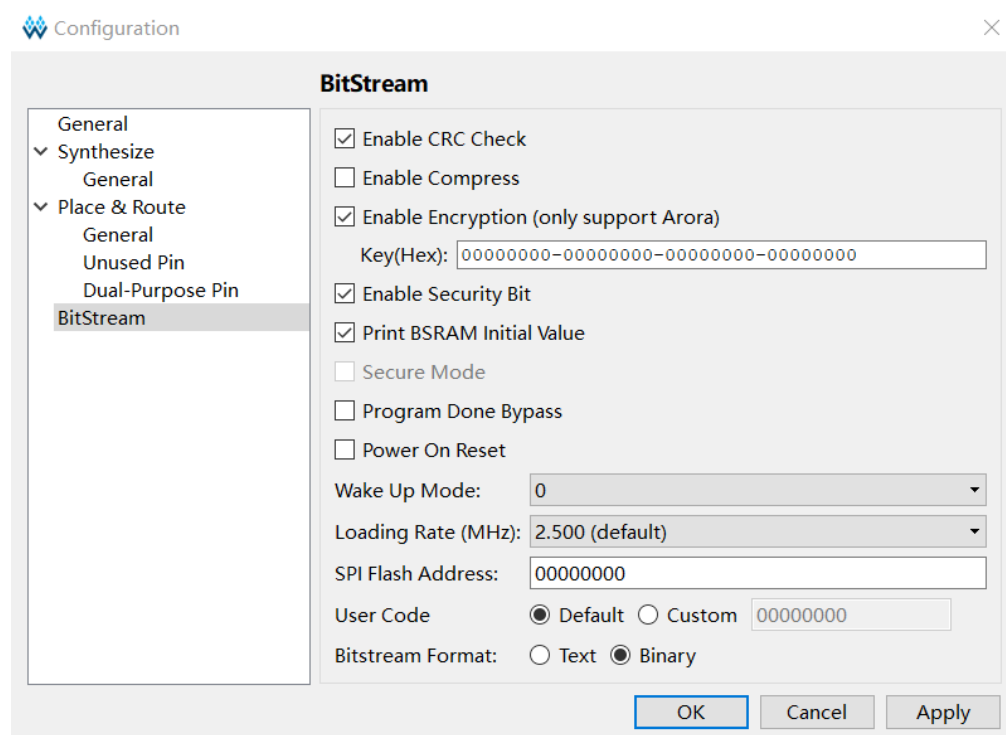 Configuration
BitStream
General
Synthesize
General
Place & Route
General
Unused Pin
Dual-Purpose Pin
BitStream
Enable CRC Check
Enable Compress
Enable Encryption (only support Arora)
Key(Hex): 00000000-00000000-00000000-00000000
Enable Security Bit
Print BSRAM Initial Value
Secure Mode
Program Done Bypass
Power On Reset
Wake Up Mode: 0
Loading Rate (MHz): 2.500 (default)
SPI Flash Address: 00000000
User Code Default Custom 00000000
Bitstream Format: Text Binary
OK Cancel Apply